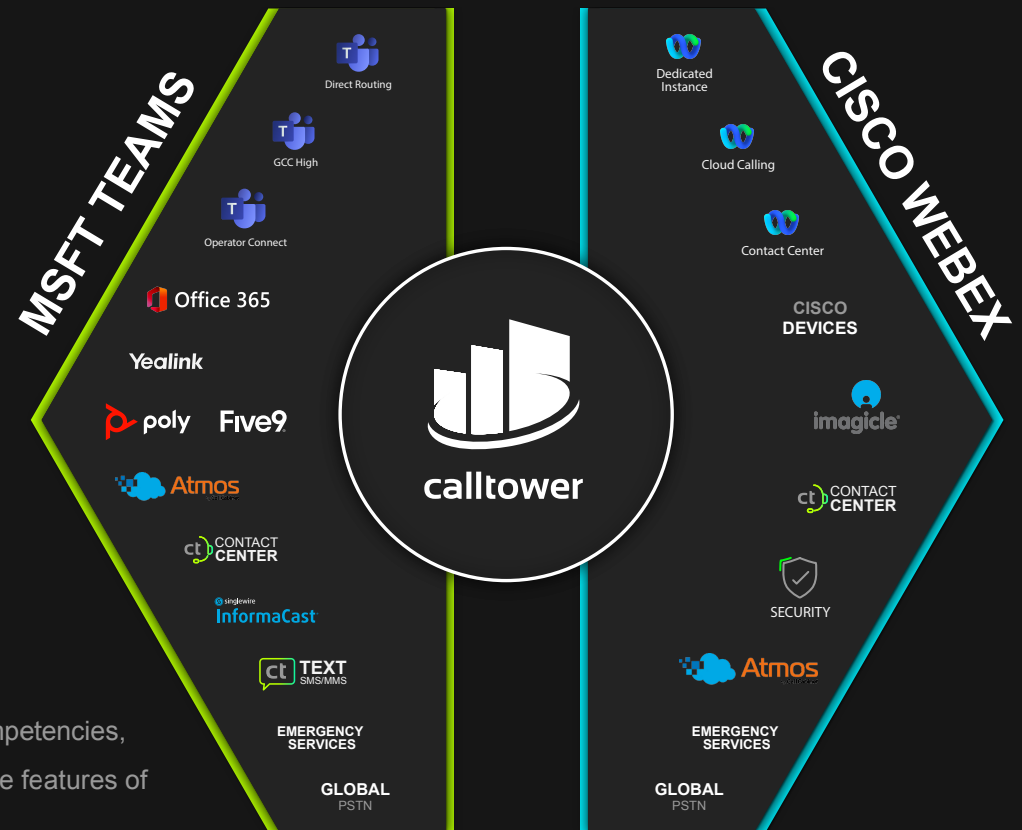 MSFT TEAMS
T
Direct Routing
T
GCC High
T
Operator Connect
Office 365
Yealink
poly
Five9
Atmos
ct CONTACT
CENTER
singlewire
InformaCast
ct TEXT
SMS/MMS
EMERGENCY
SERVICES
GLOBAL
PSTN
mpetencies,
e features of
calltower
CISCO WEBEX
Dedicated
Instance
Cloud Calling
Contact Center
CISCO
DEVICES
imagicle
ct CONTACT
CENTER
SECURITY
Atmos
EMERGENCY
SERVICES
GLOBAL
PSTN